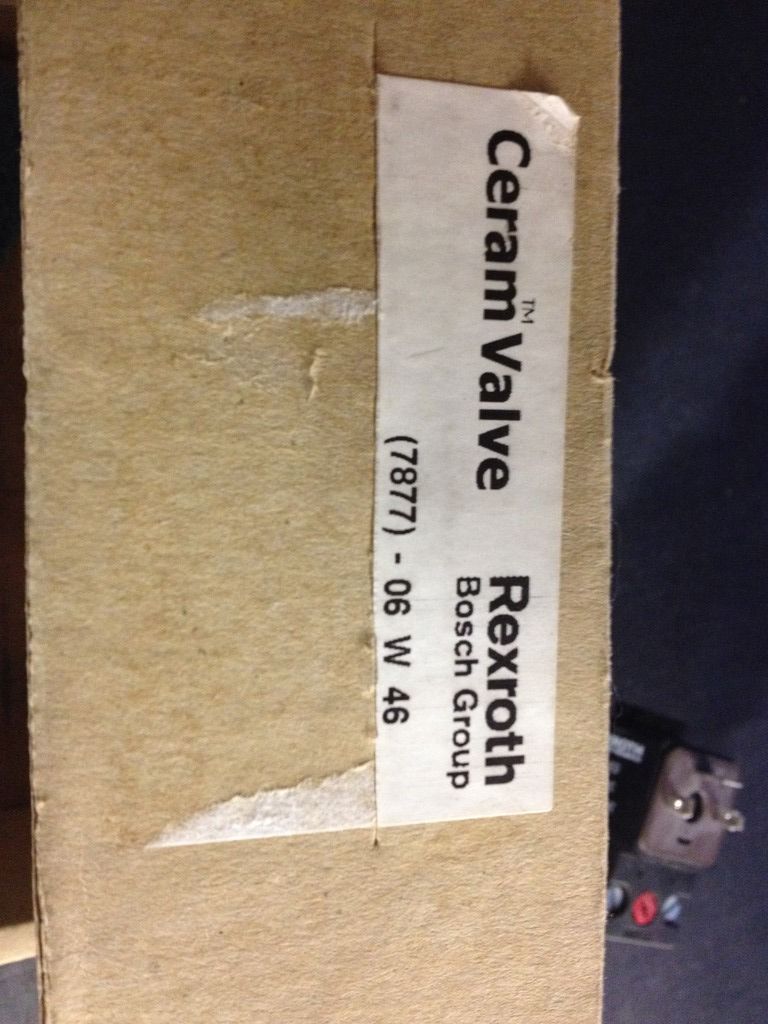 Ceram™ Valve
Rexroth
Bosch Group
(7877) - 06 W 46